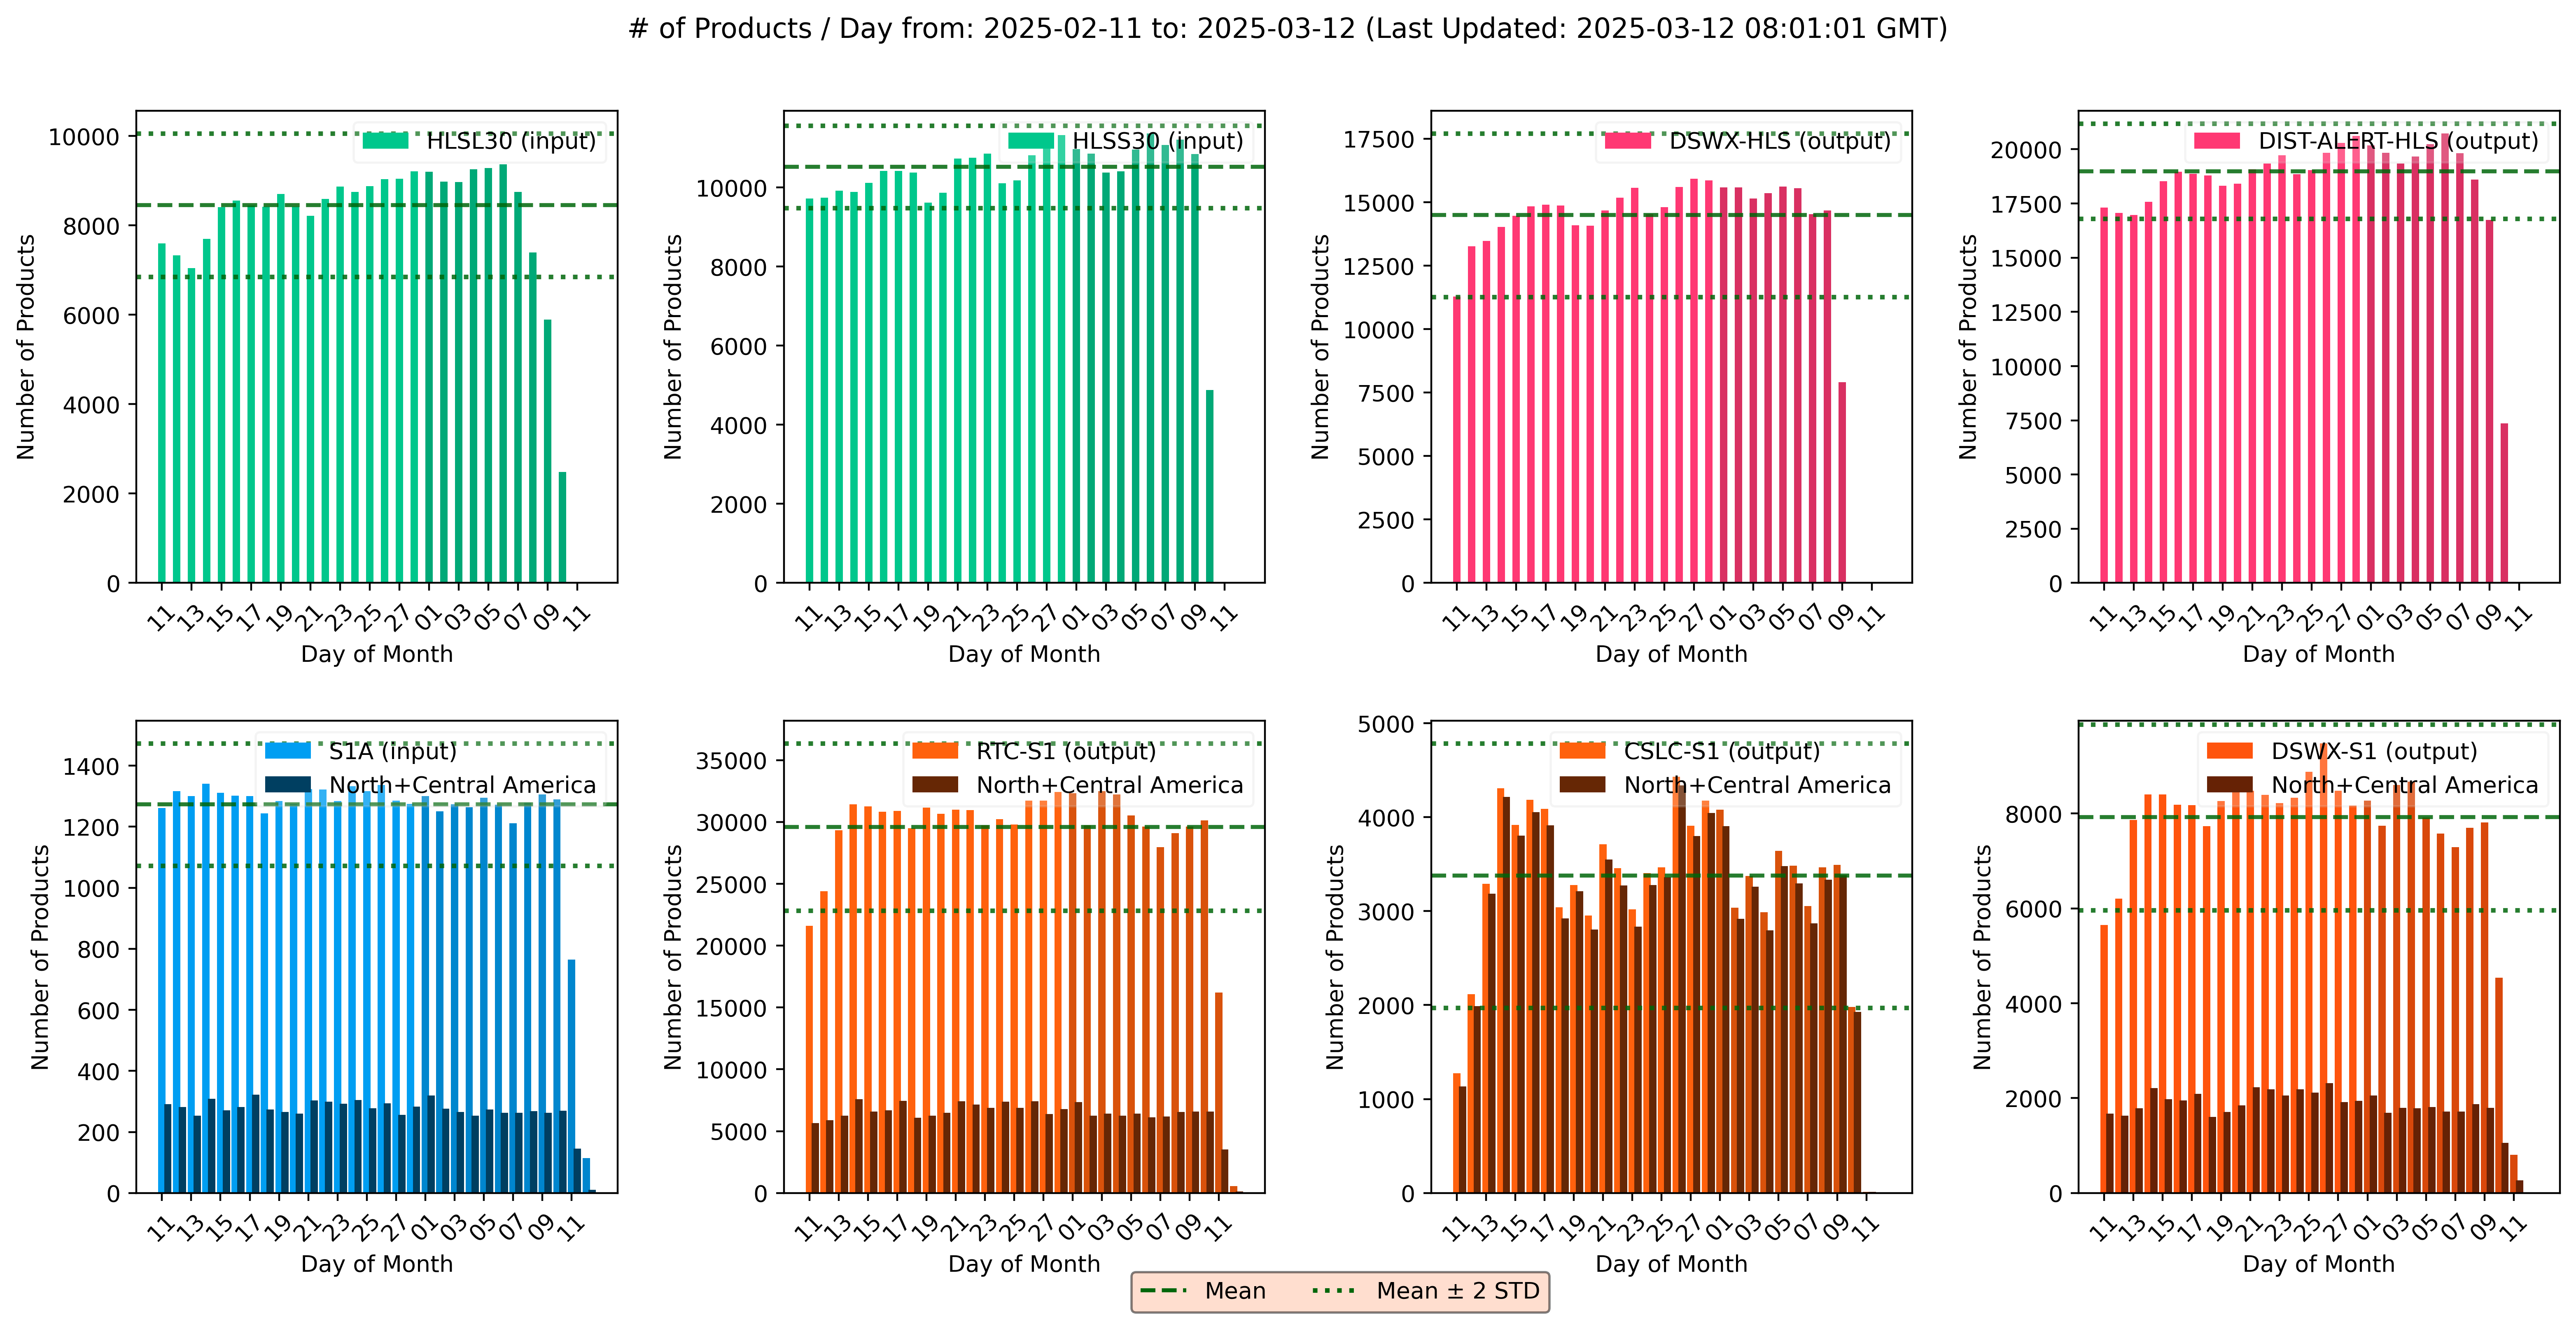 # of Products / Day from: 2025-02-11 to: 2025-03-12 (Last Updated: 2025-03-12 08:01:01 GMT)
HLSL30 (input)
Number of Products
10000
8000
6000
4000
2000
0
11 13 15 17 19 21 23 25 27 01 03 05 07 09 11
Day of Month
HLSS30 (input)
Number of Products
10000
8000
6000
4000
2000
0
11 13 15 17 19 21 23 25 27 01 03 05 07 09 11
Day of Month
DSWX-HLS (output)
Number of Products
17500
15000
12500
10000
7500
5000
2500
0
11 13 15 17 19 21 23 25 27 01 03 05 07 09 11
Day of Month
DIST-ALERT-HLS (output)
Number of Products
20000
17500
15000
12500
10000
7500
5000
2500
0
11 13 15 17 19 21 23 25 27 01 03 05 07 09 11
Day of Month
S1A (input)
North+Central America
Number of Products
1400
1200
1000
800
600
400
200
0
11 13 15 17 19 21 23 25 27 01 03 05 07 09 11
Day of Month
RTC-S1 (output)
North+Central America
Number of Products
35000
30000
25000
20000
15000
10000
5000
0
11 13 15 17 19 21 23 25 27 01 03 05 07 09 11
Day of Month
CSLC-S1 (output)
North+Central America
Number of Products
5000
4000
3000
2000
1000
0
11 13 15 17 19 21 23 25 27 01 03 05 07 09 11
Day of Month
DSWX-S1 (output)
North+Central America
Number of Products
8000
6000
4000
2000
0
11 13 15 17 19 21 23 25 27 01 03 05 07 09 11
Day of Month
Mean
Mean ± 2 STD